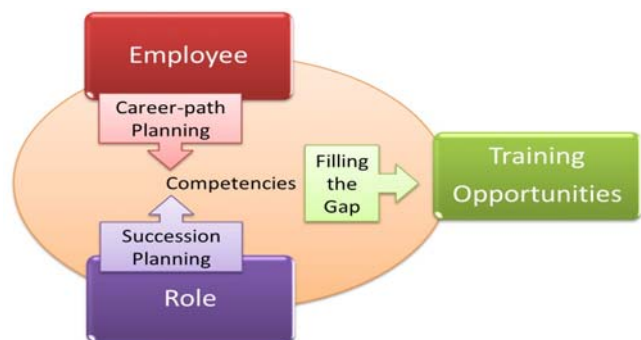 Employee
Career-path
Planning
Competencies
Filling
the
Gap
Training
Opportunities
Succession
Planning
Role